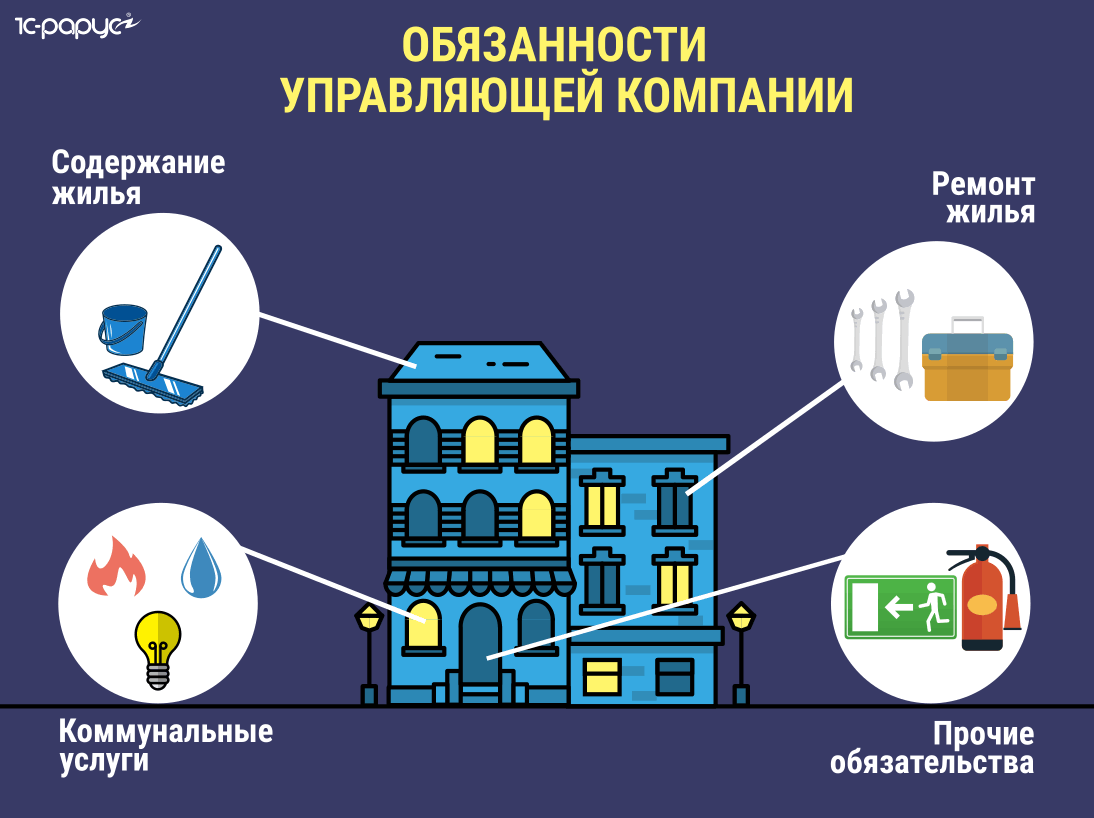 1С-рарус
ОБЯЗАННОСТИ
УПРАВЛЯЮЩЕЙ КОМПАНИИ
Содержание
жилья
Ремонт
жилья
Коммунальные
услуги
Прочие
обязательства